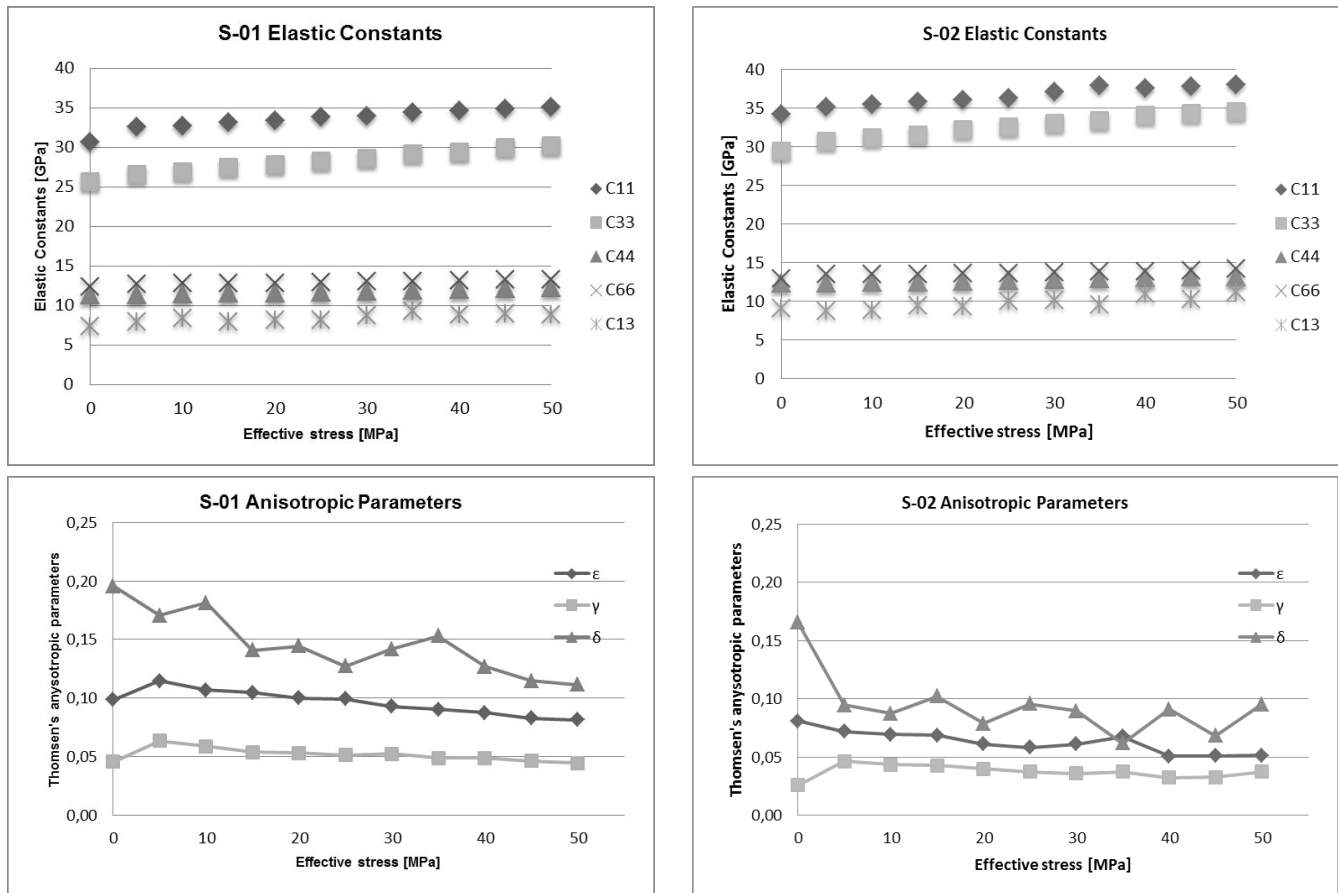 S-01 Elastic Constants
40
35
30
25
20
15
10
5
0
Elastic Constants [GPa]
0 10 20 30 40 50
Effective stress [MPa]
C11
C33
C44
C66
C13
S-02 Elastic Constants
40
35
30
25
20
15
10
5
0
Elastic Constants [GPa]
0 10 20 30 40 50
Effective stress [MPa]
C11
C33
C44
C66
C13
S-01 Anisotropic Parameters
0,25
0,20
0,15
0,10
0,05
0,00
Thomsen's anysotropic parameters
0 10 20 30 40 50
Effective stress [MPa]
ε
γ
δ
S-02 Anisotropic Parameters
0,25
0,20
0,15
0,10
0,05
0,00
Thomsen's anysotropic parameters
0 10 20 30 40 50
Effective stress [MPa]
ε
γ
δ